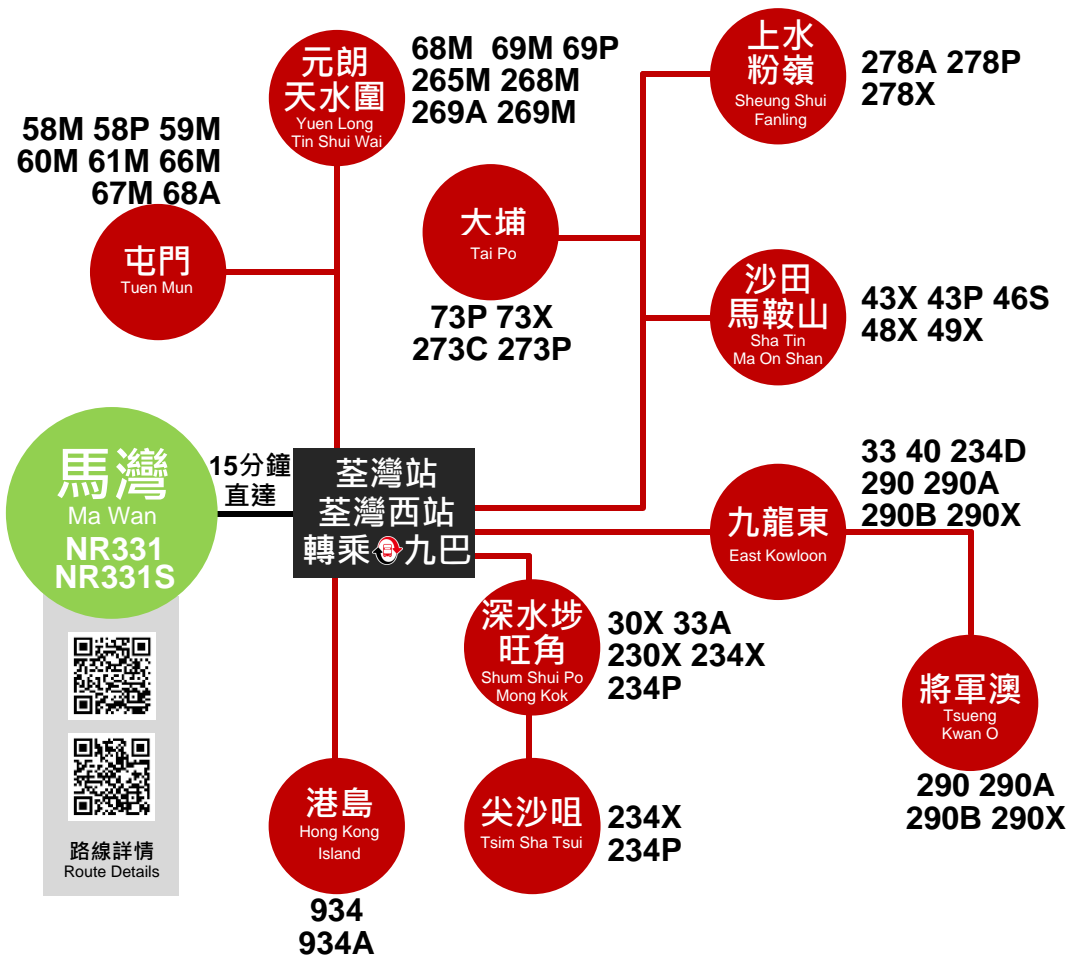 元朗
天水圍
Yuen Long
Tin Shui Wai
68M 69M 69P
265M 268M
269A 269M
上水
粉嶺
Sheung Shui
Fanling
278A 278P
278X
58M 58P 59M
60M 61M 66M
67M 68A
屯門
Tuen Mun
大埔
Tai Po
73P 73X
273C 273P
沙田
馬鞍山
Sha Tin
Ma On Shan
43X 43P 46S
48X 49X
馬灣
Ma Wan
NR331
NR331S
15分鐘
直達
荃灣站
荃灣西站
轉乘九巴
九龍東
East Kowloon
33 40 234D
290 290A
290B 290X
深水埗
旺角
Shum Shui Po
Mong Kok
30X 33A
230X 234X
234P
將軍澳
Tsueng
Kwan O
290 290A
290B 290X
港島
Hong Kong
Island
934
934A
尖沙咀
Tsim Sha Tsui
234X
234P
路線詳情
Route Details